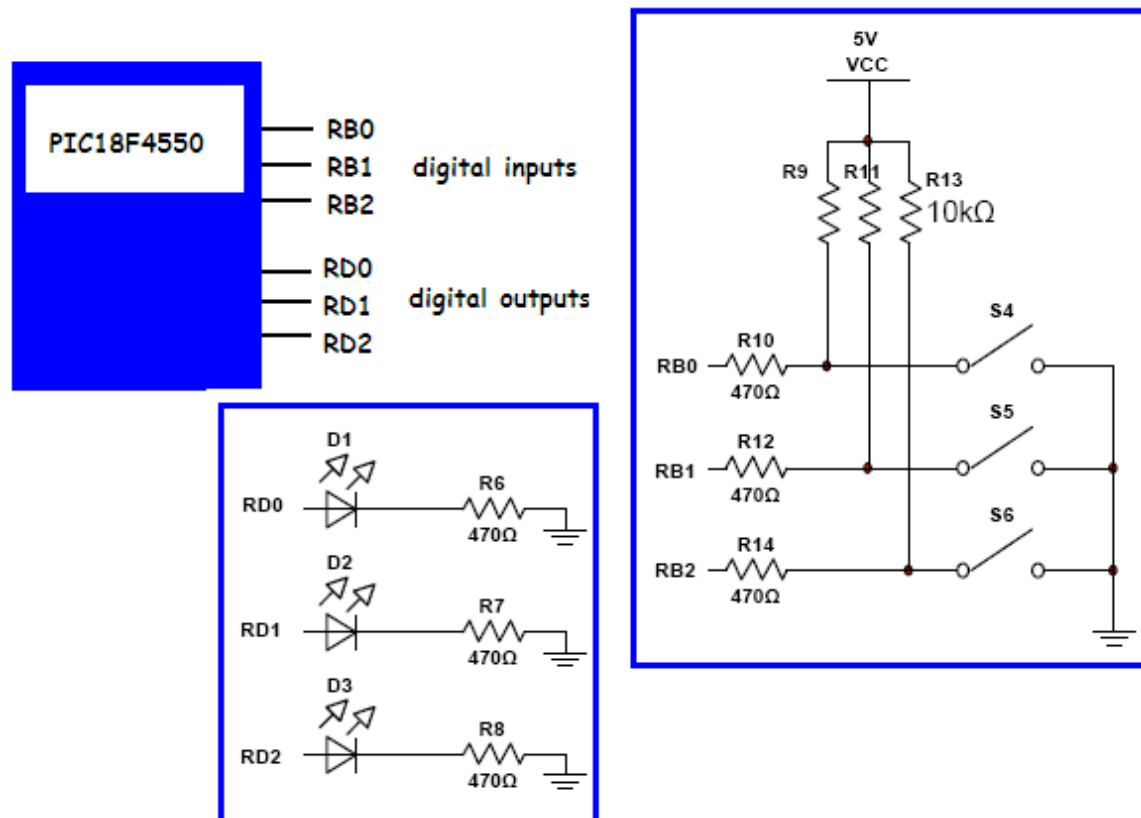 PIC18F4550
RB0
RB1
RB2
digital inputs
RD0
RD1
RD2
digital outputs
D1
RD0
R6
470Ω
D2
RD1
R7
470Ω
D3
RD2
R8
470Ω
5V
VCC
R9
R11
R13
10kΩ
RB0
R10
470Ω
S4
RB1
R12
470Ω
S5
RB2
R14
470Ω
S6